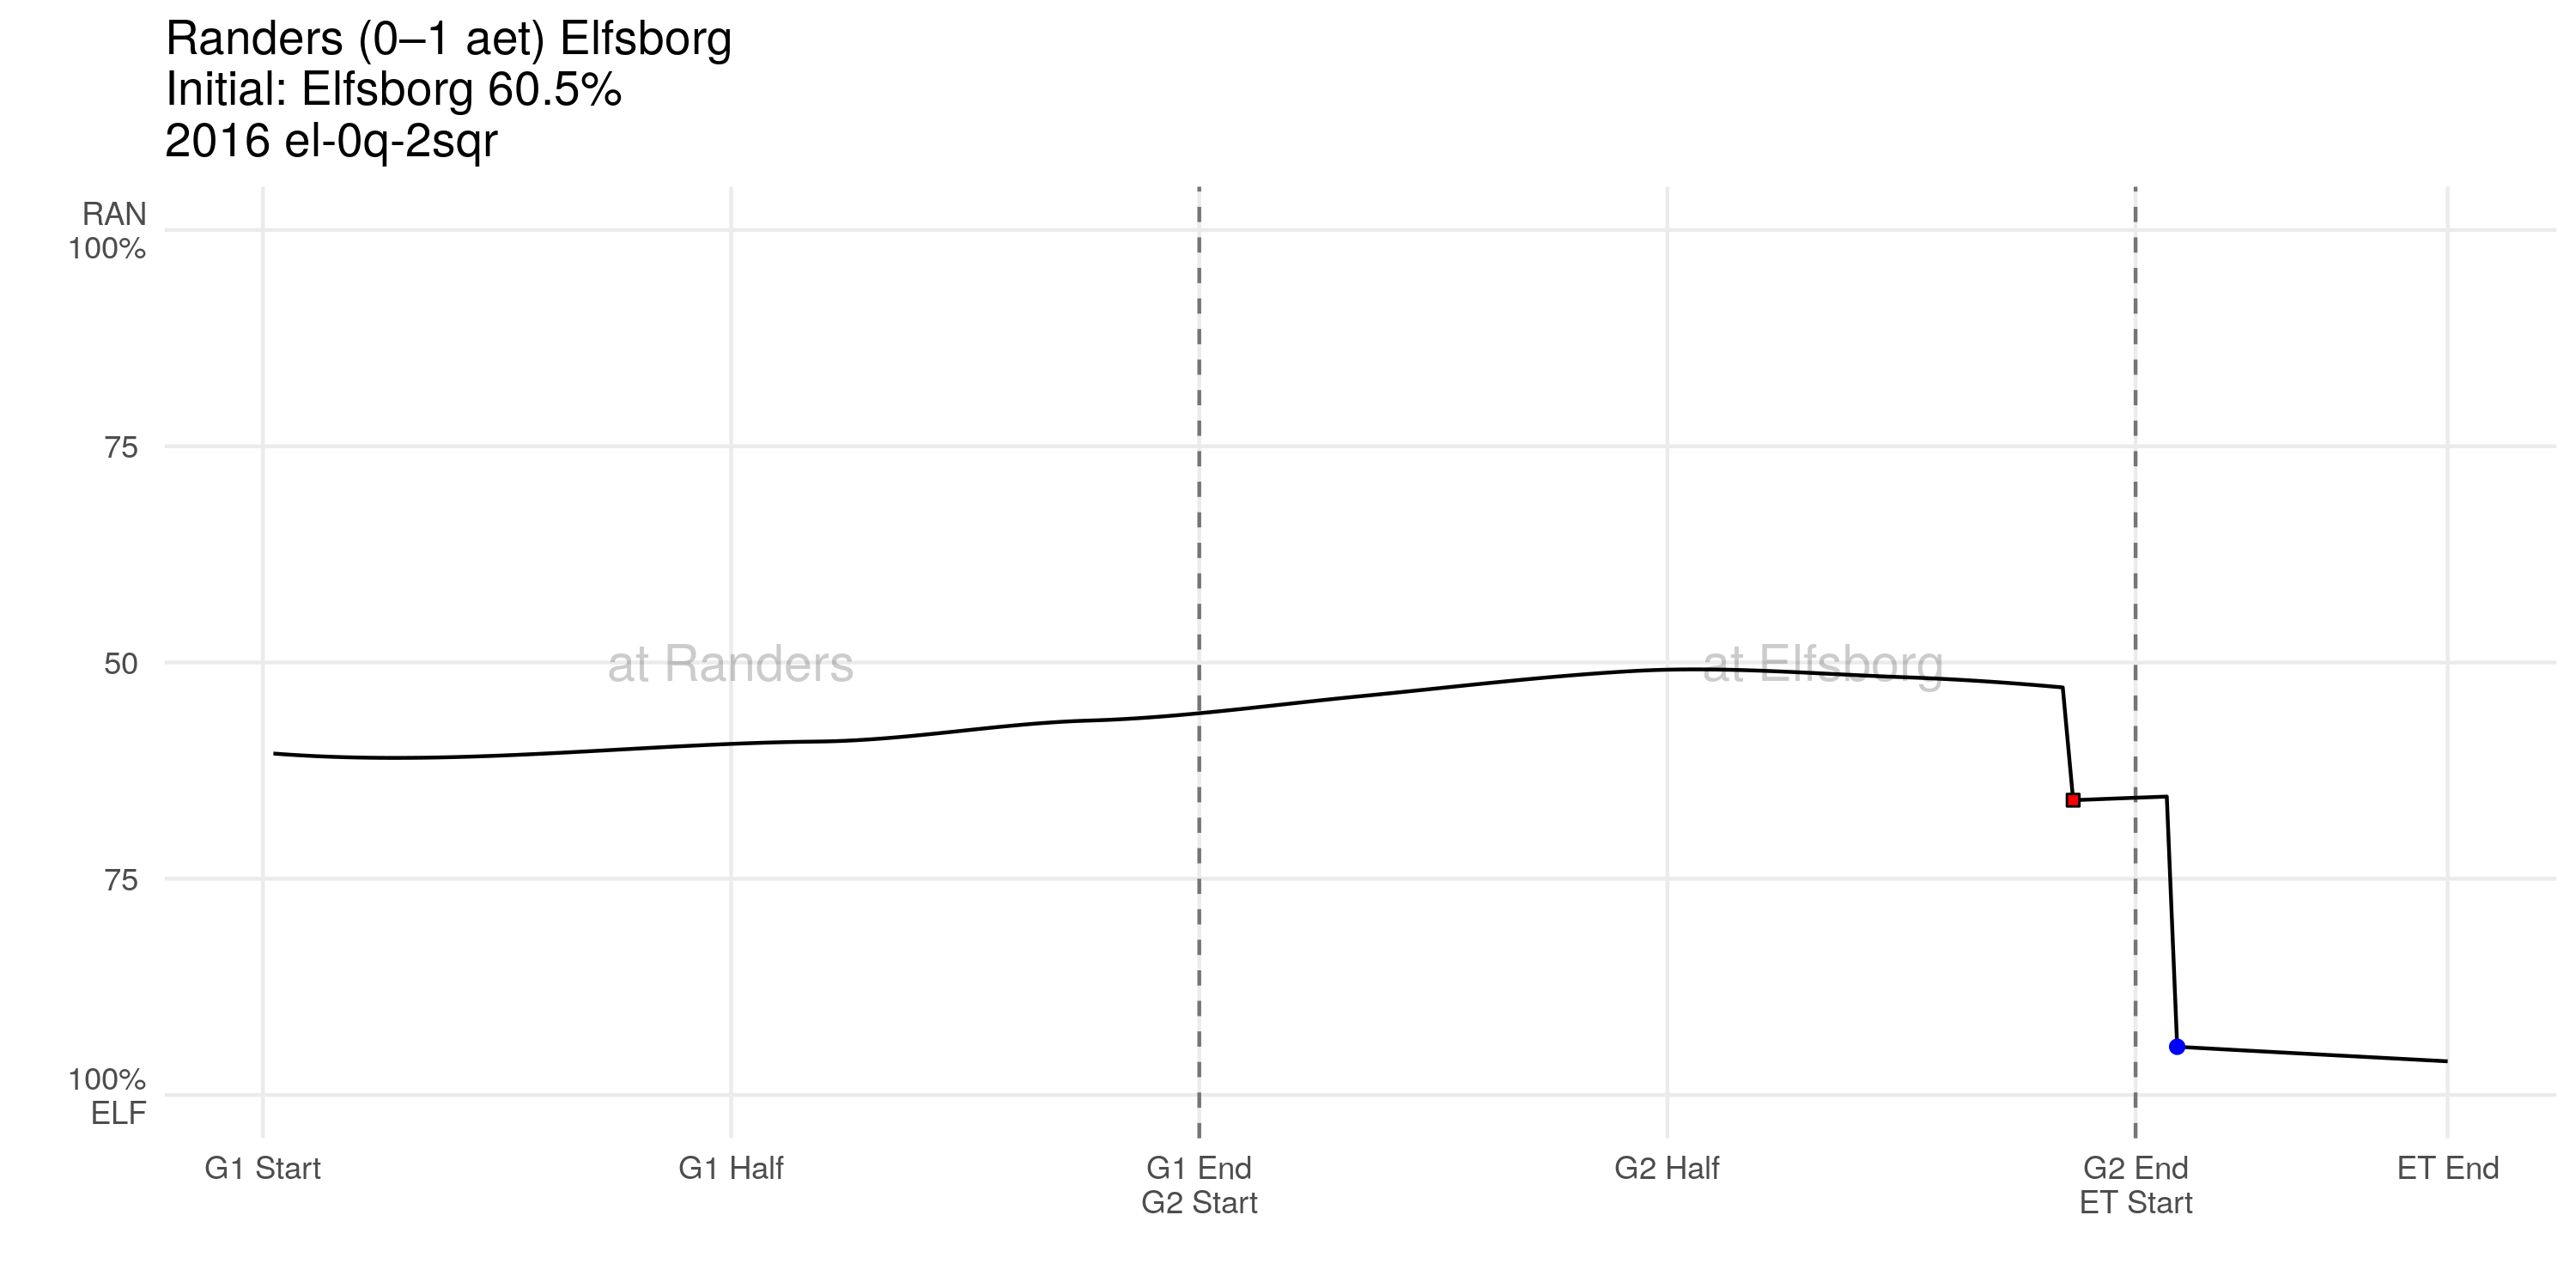 Randers (0–1 aet) Elfsborg
Initial: Elfsborg 60.5%
2016 el-0q-2sqr
RAN
100%
75
50
75
100%
ELF
at Randers
at Elfsborg
G1 Start
G1 Half
G1 End
G2 Start
G2 Half
G2 End
ET Start
ET End